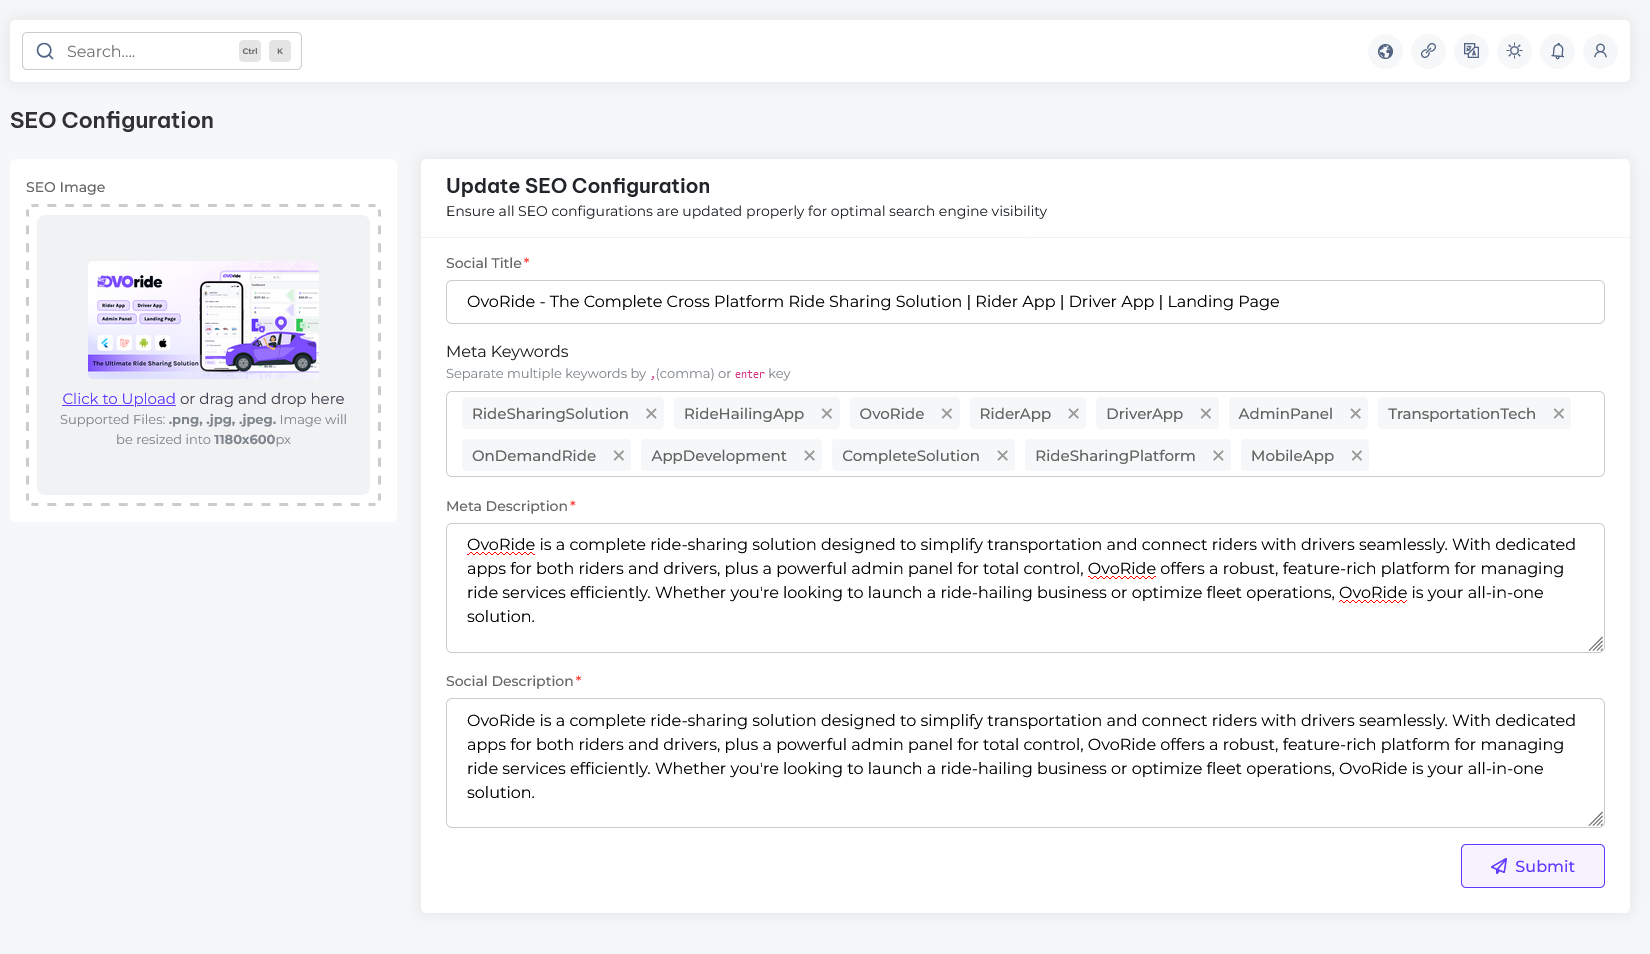 Search....
Ctrl
K
SEO Configuration
SEO Image
OVOride
Rider App
Driver App
Admin Panel
Landing Page
The Ultimate Ride Sharing Solution
Click to Upload or drag and drop here
Supported Files: .png, .jpg, .jpeg. Image will
be resized into 1180x600px
Update SEO Configuration
Ensure all SEO configurations are updated properly for optimal search engine visibility
Social Title*
OvoRide - The Complete Cross Platform Ride Sharing Solution | Rider App | Driver App | Landing Page
Meta Keywords
Separate multiple keywords by ,(comma) or enter key
RideSharingSolution × RideHailingApp × OvoRide × RiderApp × DriverApp × AdminPanel × TransportationTech ×
OnDemandRide × AppDevelopment × CompleteSolution × RideSharingPlatform × MobileApp ×
Meta Description*
OvoRide is a complete ride-sharing solution designed to simplify transportation and connect riders with drivers seamlessly. With dedicated
apps for both riders and drivers, plus a powerful admin panel for total control, OvoRide offers a robust, feature-rich platform for managing
ride services efficiently. Whether you're looking to launch a ride-hailing business or optimize fleet operations, OvoRide is your all-in-one
solution.
Social Description*
OvoRide is a complete ride-sharing solution designed to simplify transportation and connect riders with drivers seamlessly. With dedicated
apps for both riders and drivers, plus a powerful admin panel for total control, OvoRide offers a robust, feature-rich platform for managing
ride services efficiently. Whether you're looking to launch a ride-hailing business or optimize fleet operations, OvoRide is your all-in-one
solution.
Submit